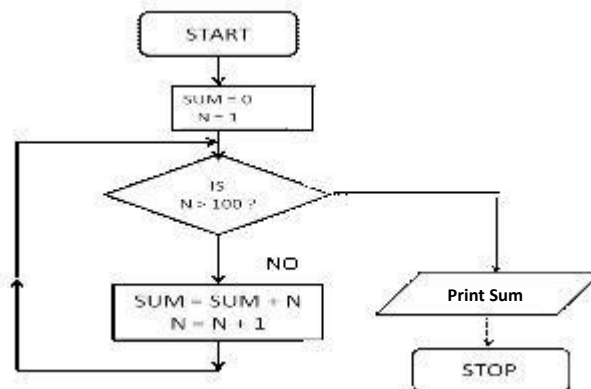 START
SUM = 0
N = 1
IS
N > 100 ?
NO
SUM = SUM + N
N = N + 1
Print Sum
STOP